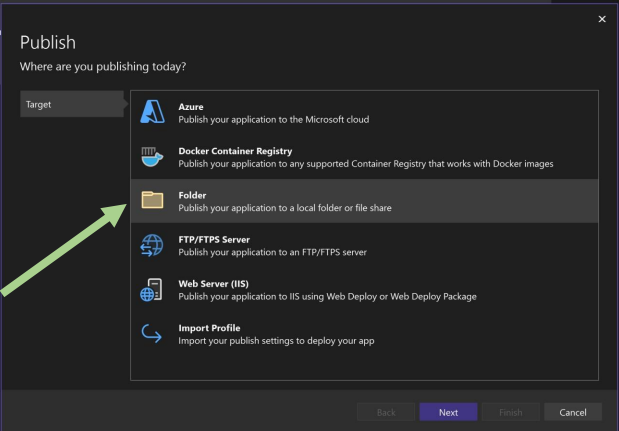 Publish
Where are you publishing today?
Target
Azure
Publish your application to the Microsoft cloud
Docker Container Registry
Publish your application to any supported Container Registry that works with Docker images
Folder
Publish your application to a local folder or file share
FTP/FTPS Server
Publish your application to an FTP/FTPS server
Web Server (IIS)
Publish your application to IIS using Web Deploy or Web Deploy Package
Import Profile
Import your publish settings to deploy your app
Back
Next
Finish
Cancel